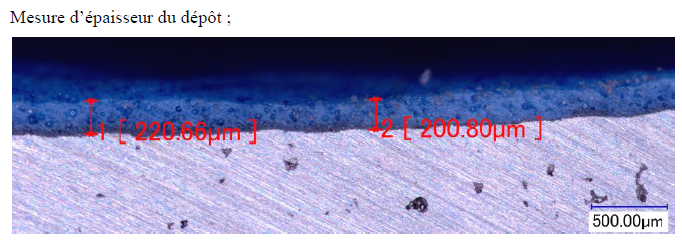 Mesure d’épaisseur du dépôt ;
1 [ 220.66µm ]
2 [ 200.80µm ]
500.00µm